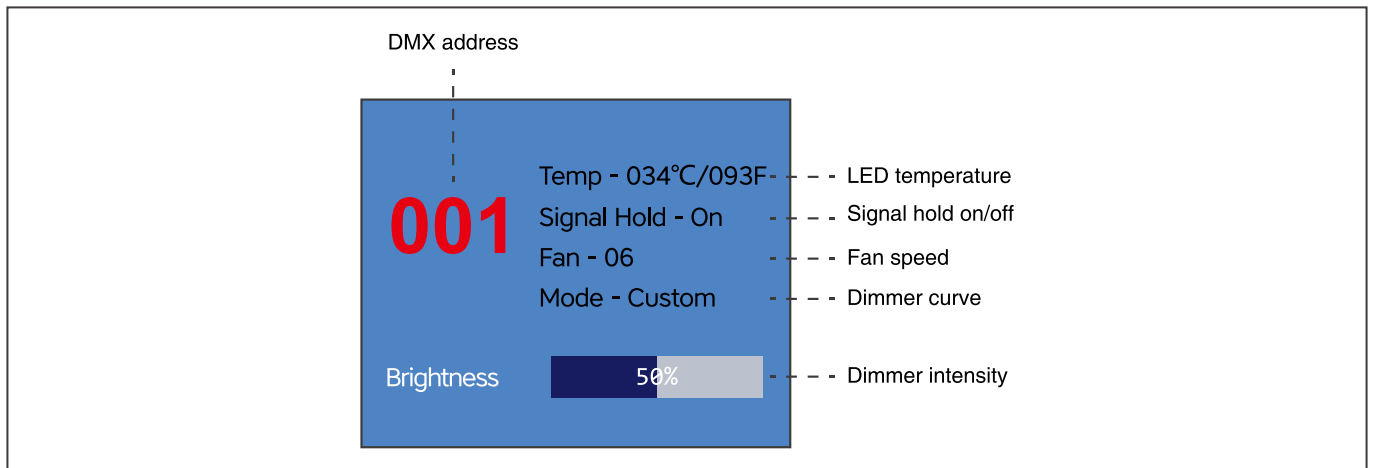 DMX address
001
Temp - 034℃/093F
LED temperature
Signal Hold - On
Signal hold on/off
Fan - 06
Fan speed
Mode - Custom
Dimmer curve
Brightness
50%
Dimmer intensity